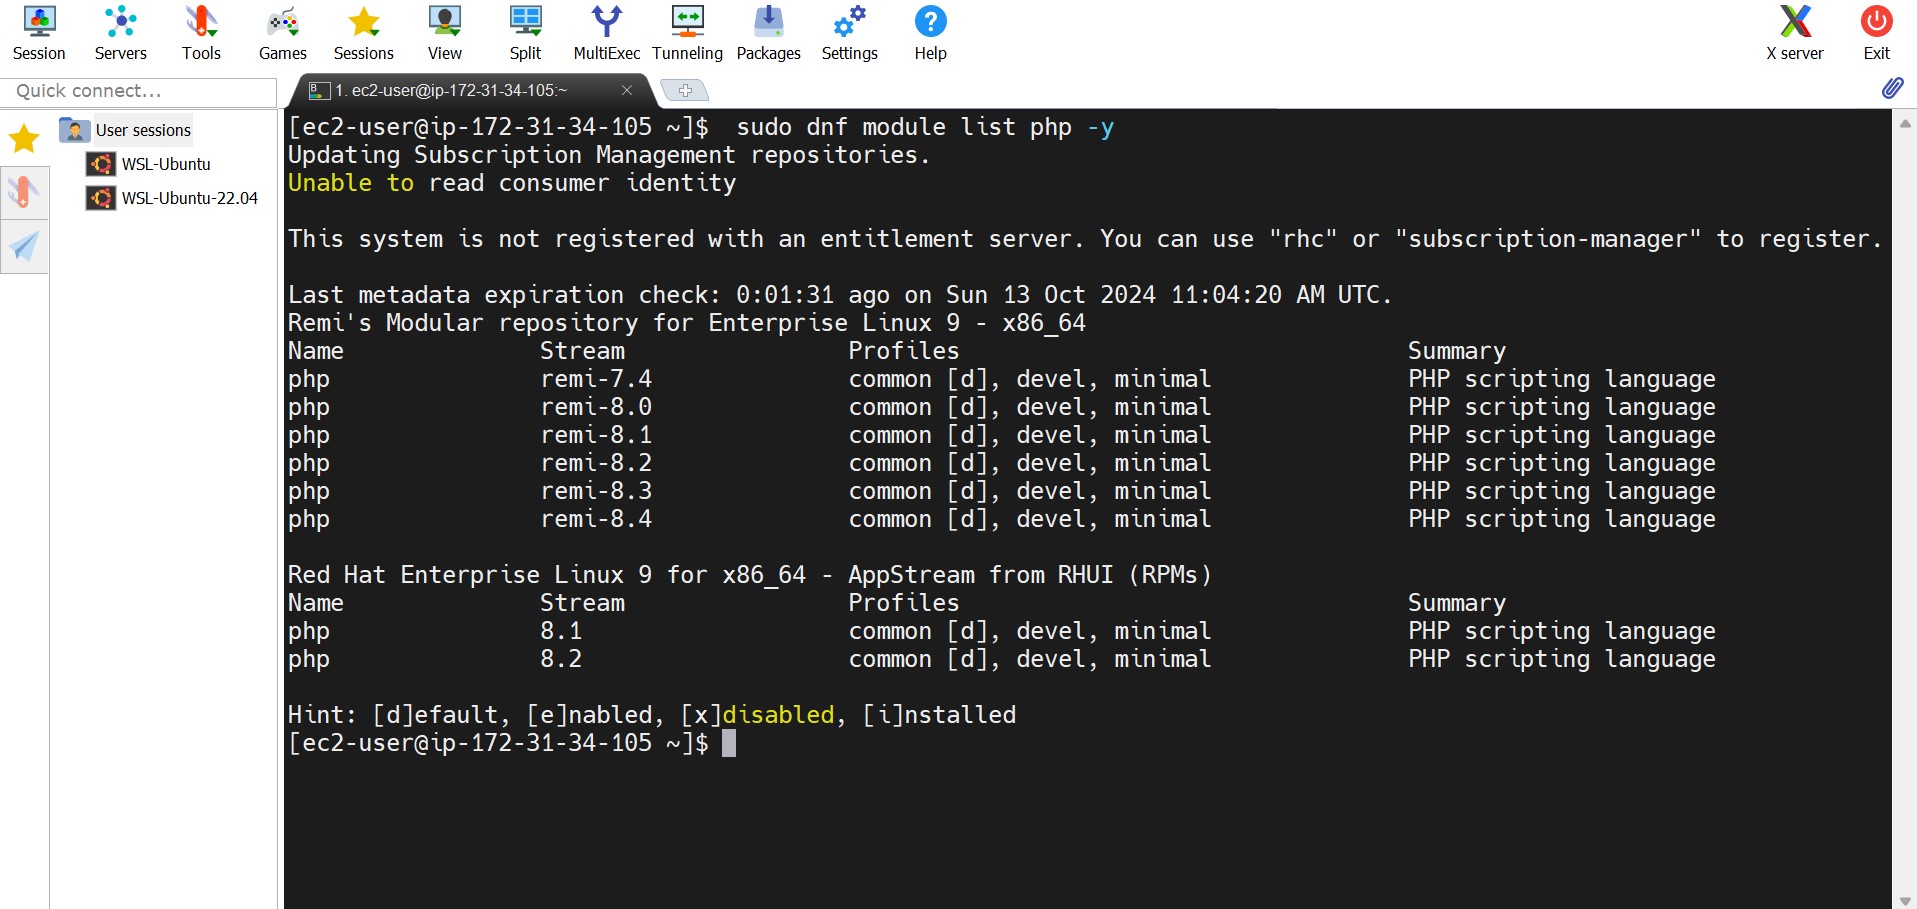 Session Servers Tools Games Sessions View Split MultiExec Tunneling Packages Settings Help X server Exit
Quick connect...
1. ec2-user@ip-172-31-34-105:~
User sessions
WSL-Ubuntu
WSL-Ubuntu-22.04
[ec2-user@ip-172-31-34-105 ~]$  sudo dnf module list php -y
Updating Subscription Management repositories.
Unable to read consumer identity
This system is not registered with an entitlement server. You can use "rhc" or "subscription-manager" to register.
Last metadata expiration check: 0:01:31 ago on Sun 13 Oct 2024 11:04:20 AM UTC.
Remi's Modular repository for Enterprise Linux 9 - x86_64
Name Stream Profiles Summary
php remi-7.4 common [d], devel, minimal PHP scripting language
php remi-8.0 common [d], devel, minimal PHP scripting language
php remi-8.1 common [d], devel, minimal PHP scripting language
php remi-8.2 common [d], devel, minimal PHP scripting language
php remi-8.3 common [d], devel, minimal PHP scripting language
php remi-8.4 common [d], devel, minimal PHP scripting language
Red Hat Enterprise Linux 9 for x86_64 - AppStream from RHUI (RPMs)
Name Stream Profiles Summary
php 8.1 common [d], devel, minimal PHP scripting language
php 8.2 common [d], devel, minimal PHP scripting language
Hint: [d]efault, [e]nabled, [x]disabled, [i]nstalled
[ec2-user@ip-172-31-34-105 ~]$